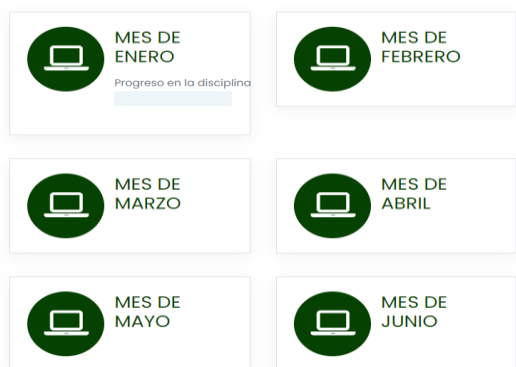 MES DE
ENERO
Progreso en la disciplina
MES DE
FEBRERO
MES DE
MARZO
MES DE
ABRIL
MES DE
MAYO
MES DE
JUNIO